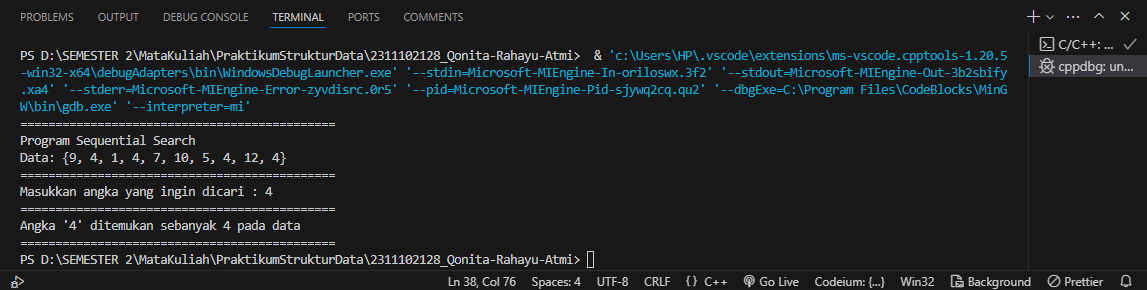 PROBLEMS OUTPUT DEBUG CONSOLE TERMINAL PORTS COMMENTS
PS D:\SEMESTER 2\MataKuliah\PraktikumStrukturData\2311102128_Qonita-Rahayu-Atmi>  & 'c:\Users\HP\.vscode\extensions\ms-vscode.cpptools-1.20.5
-win32-x64\debugAdapters\bin\WindowsDebugLauncher.exe' '--stdin=Microsoft-MIEngine-In-oriloswx.3f2' '--stdout=Microsoft-MIEngine-Out-3b2sbify
.xa4' '--stderr=Microsoft-MIEngine-Error-zyvdisrc.0r5' '--pid=Microsoft-MIEngine-Pid-sjywq2cq.qu2' '--dbgExe=C:\Program Files\CodeBlocks\MinG
W\bin\gdb.exe' '--interpreter=mi'
============================================
Program Sequential Search
Data: {9, 4, 1, 4, 7, 10, 5, 4, 12, 4}
============================================
Masukkan angka yang ingin dicari : 4
============================================
Angka '4' ditemukan sebanyak 4 pada data
============================================
PS D:\SEMESTER 2\MataKuliah\PraktikumStrukturData\2311102128_Qonita-Rahayu-Atmi>
C/C++: ...
cppdbg: un...
Ln 38, Col 76 Spaces: 4 UTF-8 CRLF {} C++ Go Live Codeium: {...} Win32 Background Prettier